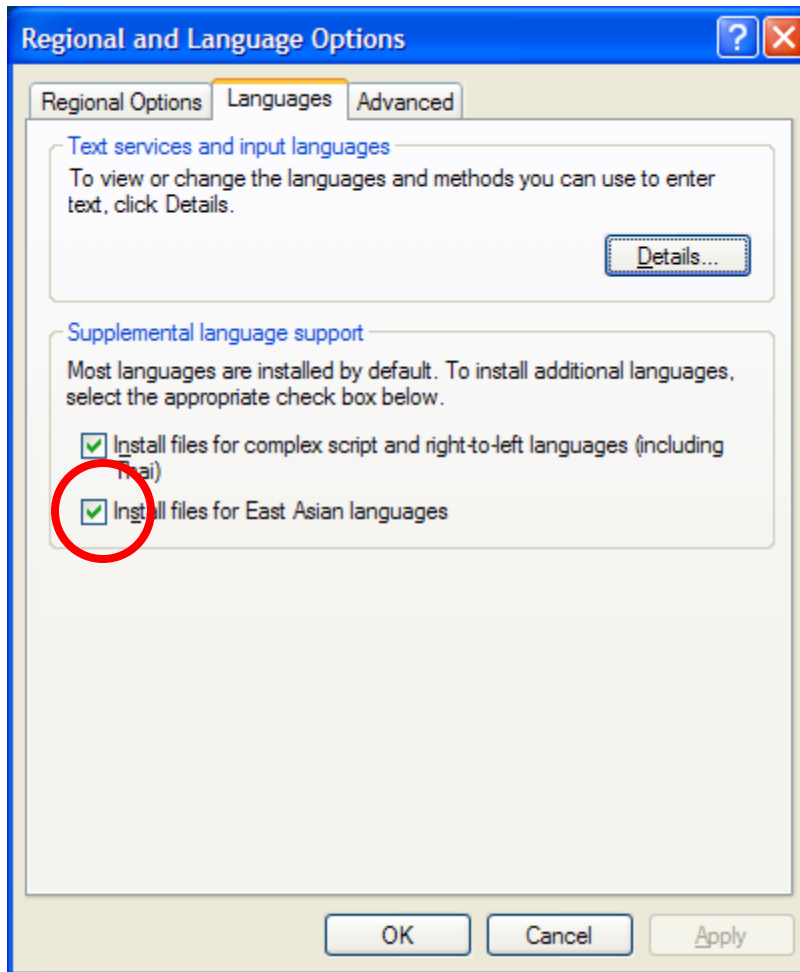 Regional and Language Options
Regional Options Languages Advanced
Text services and input languages
To view or change the languages and methods you can use to enter
text, click Details.
Details...
Supplemental language support
Most languages are installed by default. To install additional languages,
select the appropriate check box below.
Install files for complex script and right-to-left languages (including
Thai)
Install files for East Asian languages
OK Cancel Apply